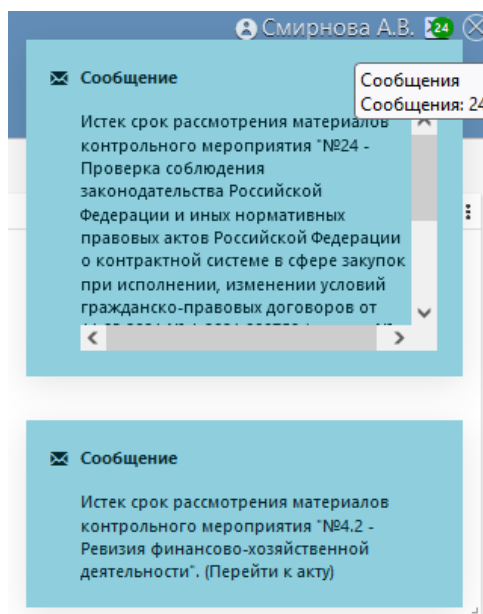 Смирнова А.В. 24
Сообщение
Сообщения
Сообщения: 24
Истек срок рассмотрения материалов
контрольного мероприятия "№24 -
Проверка соблюдения
законодательства Российской
Федерации и иных нормативных
правовых актов Российской Федерации
о контрактной системе в сфере закупок
при исполнении, изменении условий
гражданско-правовых договоров от
Сообщение
Истек срок рассмотрения материалов
контрольного мероприятия "№4.2 -
Ревизия финансово-хозяйственной
деятельности". (Перейти к акту)